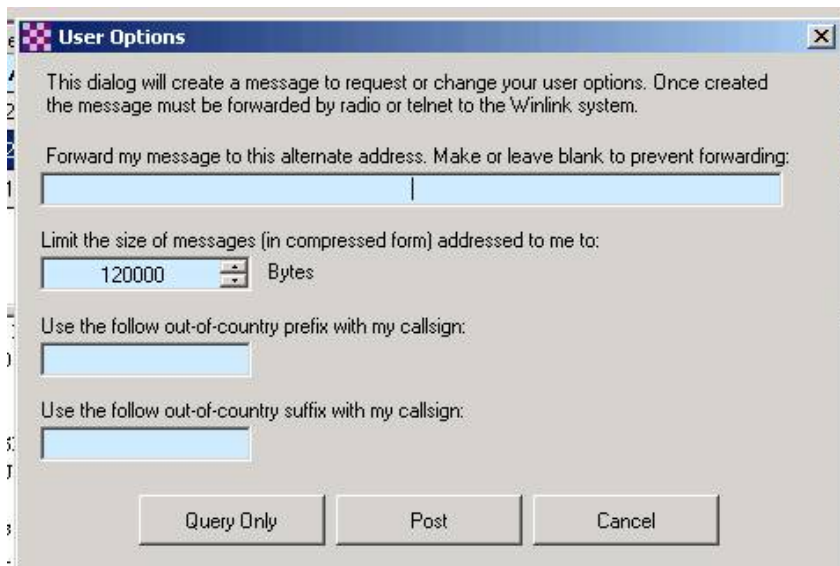 User Options
This dialog will create a message to request or change your user options. Once created
the message must be forwarded by radio or telnet to the Winlink system.
Forward my message to this alternate address. Make or leave blank to prevent forwarding:
Limit the size of messages (in compressed form) addressed to me to:
120000 Bytes
Use the follow out-of-country prefix with my callsign:
Use the follow out-of-country suffix with my callsign:
Query Only Post Cancel